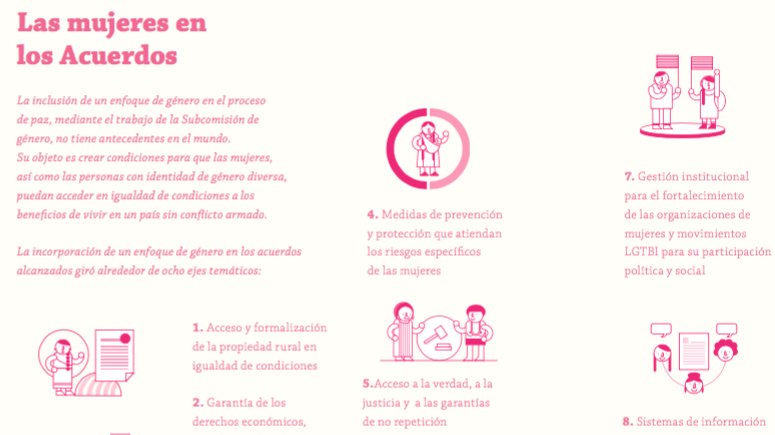 Las mujeres en
los Acuerdos
La inclusión de un enfoque de género en el proceso
de paz, mediante el trabajo de la Subcomisión de
género, no tiene antecedentes en el mundo.
Su objeto es crear condiciones para que las mujeres,
así como las personas con identidad de género diversa,
puedan acceder en igualdad de condiciones a los
beneficios de vivir en un país sin conflicto armado.
La incorporación de un enfoque de género en los acuerdos
alcanzados giró alrededor de ocho ejes temáticos:
1. Acceso y formalización
de la propiedad rural en
igualdad de condiciones
2. Garantía de los
derechos económicos,
4. Medidas de prevención
y protección que atiendan
los riesgos específicos
de las mujeres
5.Acceso a la verdad, a la
justicia y a las garantías
de no repetición
7. Gestión institucional
para el fortalecimiento
de las organizaciones de
mujeres y movimientos
LGTBI para su participación
política y social
8. Sistemas de información